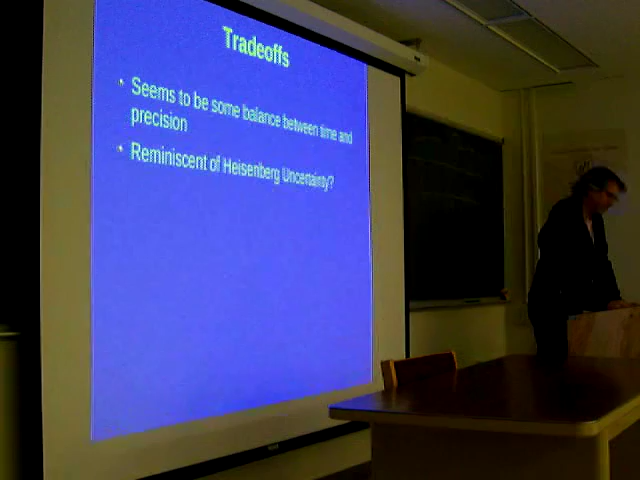 Tradeoffs
• Seems to be some balance between time and
precision
• Reminiscent of Heisenberg Uncertainty?